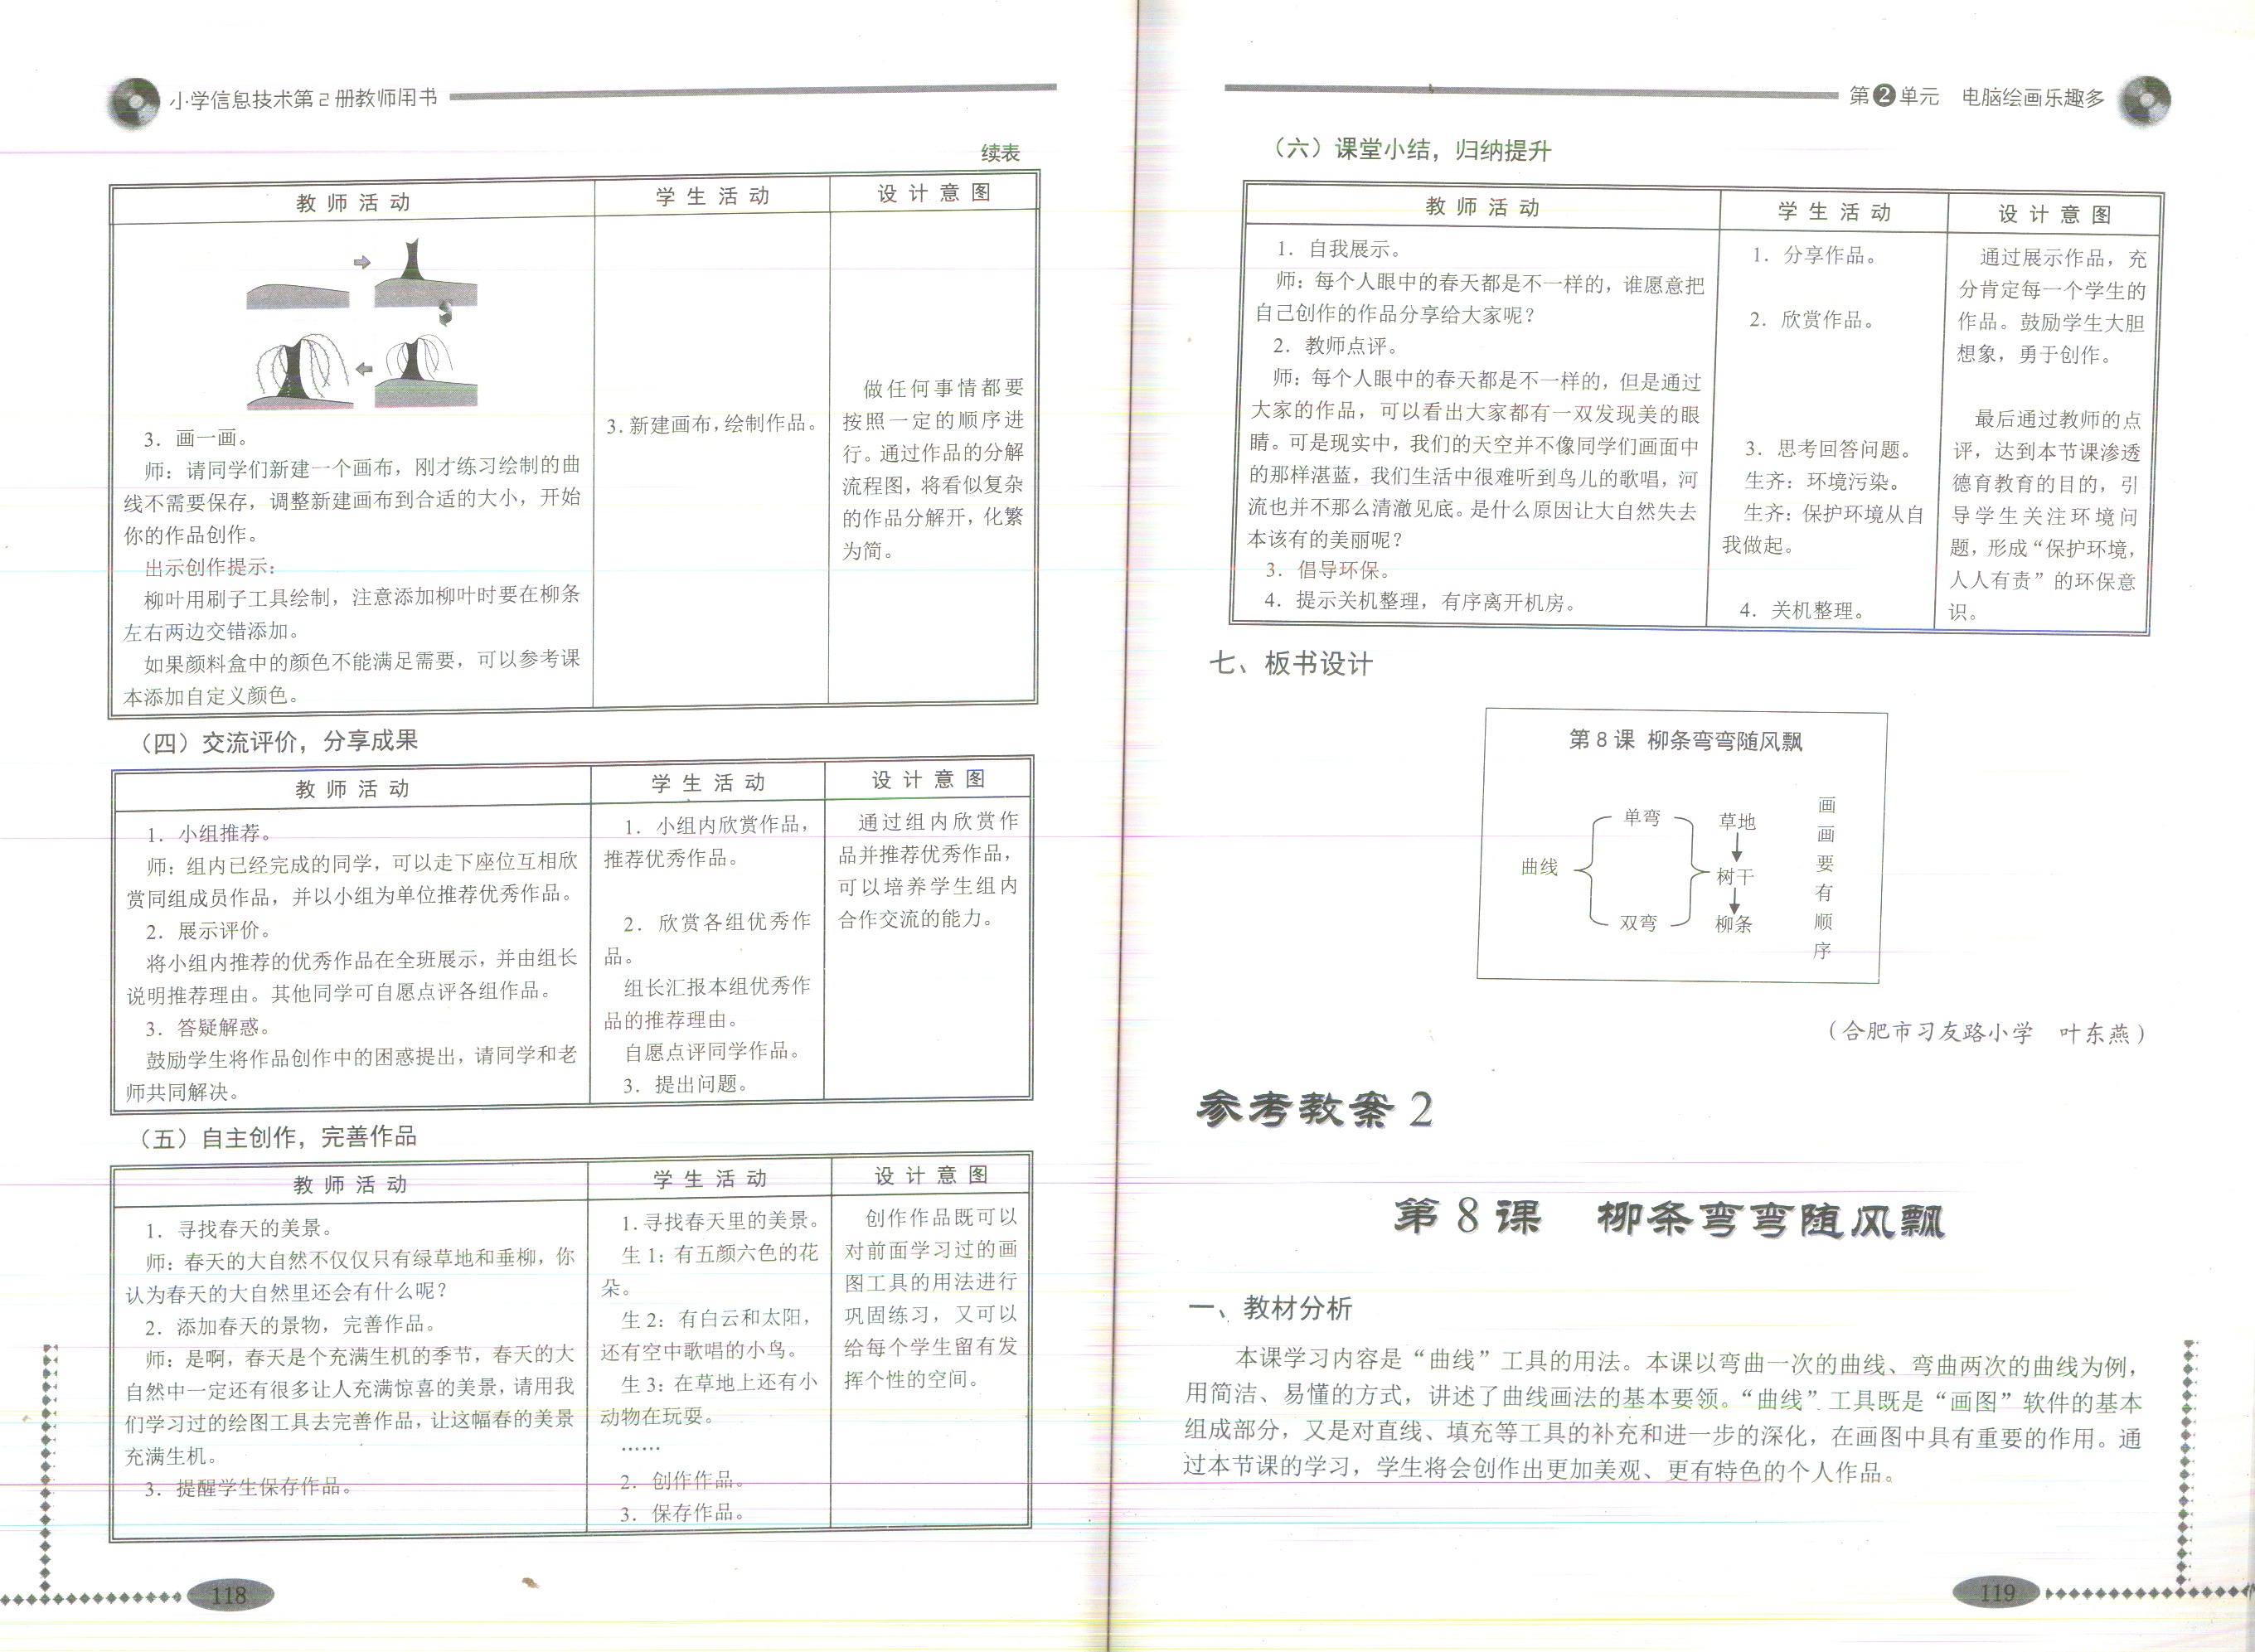 小学信息技术第2册教师用书
续表
教师活动
学生活动
设计意图
3. 画一画。
师：请同学们新建一个画布，刚才练习绘制的曲
线不需要保存，调整新建画布到合适的大小，开始
你的作品创作。
出示创作提示：
柳叶用刷子工具绘制，注意添加柳叶时要在柳条
左右两边交错添加。
如果颜料盒中的颜色不能满足需要，可以参考课
本添加自定义颜色。
3. 新建画布，绘制作品。
做任何事情都要
按照一定的顺序进
行。通过作品的分解
流程图，将看似复杂
的作品分解开，化繁
为简。
（四）交流评价，分享成果
教师活动
学生活动
设计意图
1. 小组推荐。
师：组内已经完成的同学，可以走下座位互相欣
赏同组成员作品，并以小组为单位推荐优秀作品。
2. 展示评价。
将小组内推荐的优秀作品在全班展示，并由组长
说明推荐理由。其他同学可自愿点评各组作品。
3. 答疑解惑。
鼓励学生将作品创作中的困惑提出，请同学和老
师共同解决。
1. 小组内欣赏作品，
推荐优秀作品。
2. 欣赏各组优秀作
品。
组长汇报本组优秀作
品的推荐理由。
自愿点评同学作品。
3. 提出问题。
通过组内欣赏作
品并推荐优秀作品，
可以培养学生组内
合作交流的能力。
（五）自主创作，完善作品
教师活动
学生活动
设计意图
1. 寻找春天的美景。
师：春天的大自然不仅仅只有绿草地和垂柳，你
认为春天的大自然里还会有什么呢？
2. 添加春天的景物，完善作品。
师：是啊，春天是个充满生机的季节，春天的大
自然中一定还有很多让人充满惊喜的美景，请用我
们学习过的绘图工具去完善作品，让这幅春的美景
充满生机。
3. 提醒学生保存作品。
1. 寻找春天里的美景。
生1：有五颜六色的花
朵。
生2：有白云和太阳，
还有空中歌唱的小鸟。
生3：在草地上还有小
动物在玩耍。
……
2. 创作作品。
3. 保存作品。
创作作品既可以
对前面学习过的画
图工具的用法进行
巩固练习，又可以
给每个学生留有发
挥个性的空间。
118
第2单元 电脑绘画乐趣多
（六）课堂小结，归纳提升
教师活动
学生活动
设计意图
1. 自我展示。
师：每个人眼中的春天都是不一样的，谁愿意把
自己创作的作品分享给大家呢？
2. 教师点评。
师：每个人眼中的春天都是不一样的，但是通过
大家的作品，可以看出大家都有一双发现美的眼
睛。可是现实中，我们的天空并不像同学们画面中
的那样湛蓝，我们生活中很难听到鸟儿的歌唱，河
流也并不那么清澈见底。是什么原因让大自然失去
本该有的美丽呢？
3. 倡导环保。
4. 提示关机整理，有序离开机房。
1. 分享作品。
2. 欣赏作品。
3. 思考回答问题。
生齐：环境污染。
生齐：保护环境从自
我做起。
4. 关机整理。
通过展示作品，充
分肯定每一个学生的
作品。鼓励学生大胆
想象，勇于创作。
最后通过教师的点
评，达到本节课渗透
德育教育的目的，引
导学生关注环境问
题，形成“保护环境，
人人有责”的环保意
识。
七、板书设计
第8课 柳条弯弯随风飘
曲线
单弯
双弯
草地
树干
柳条
画
画
要
有
顺
序
（合肥市习友路小学 叶东燕）
参考教案2
第8课 柳条弯弯随风飘
一、教材分析
本课学习内容是“曲线”工具的用法。本课以弯曲一次的曲线、弯曲两次的曲线为例，
用简洁、易懂的方式，讲述了曲线画法的基本要领。“曲线”工具既是“画图”软件的基本
组成部分，又是对直线、填充等工具的补充和进一步的深化，在画图中具有重要的作用。通
过本节课的学习，学生将会创作出更加美观、更有特色的个人作品。
119